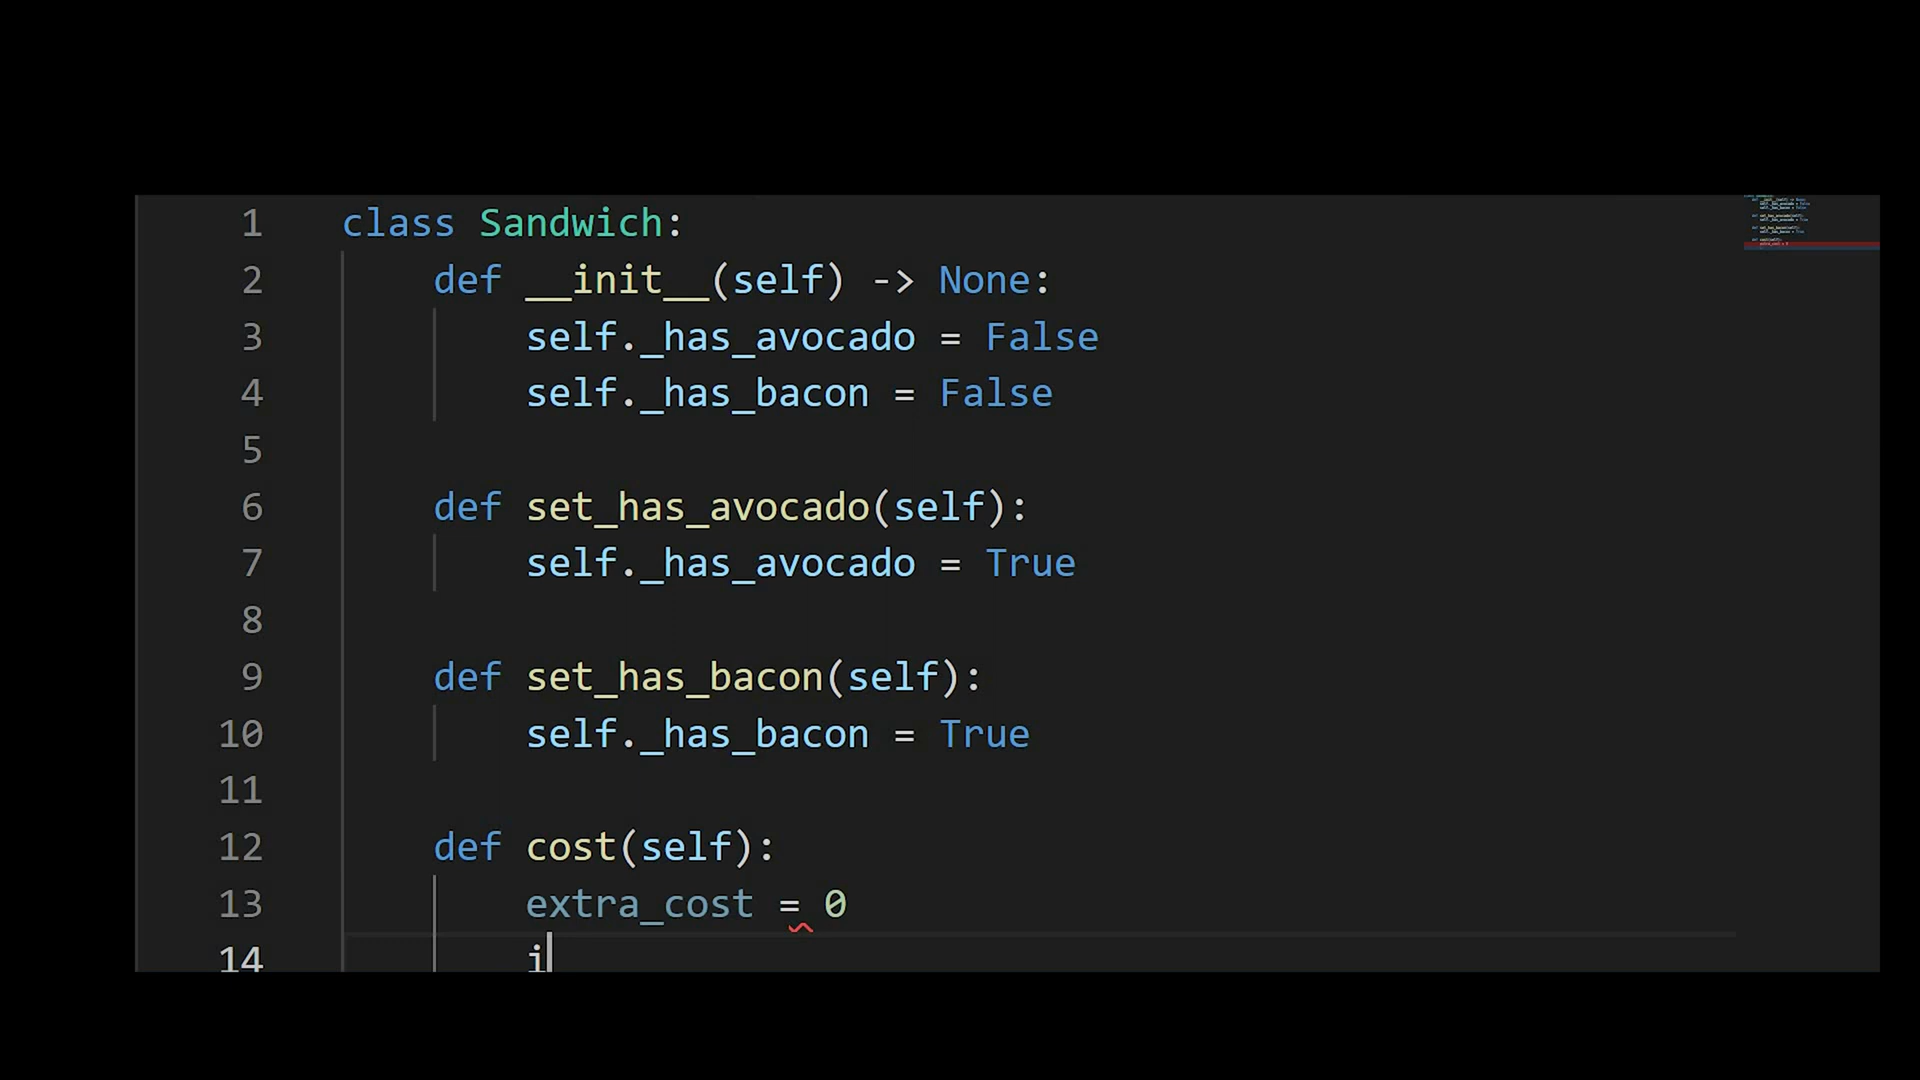 1 class Sandwich:
2 def __init__(self) -> None:
3 self._has_avocado = False
4 self._has_bacon = False
5
6 def set_has_avocado(self):
7 self._has_avocado = True
8
9 def set_has_bacon(self):
10 self._has_bacon = True
11
12 def cost(self):
13 extra_cost = 0
14 i